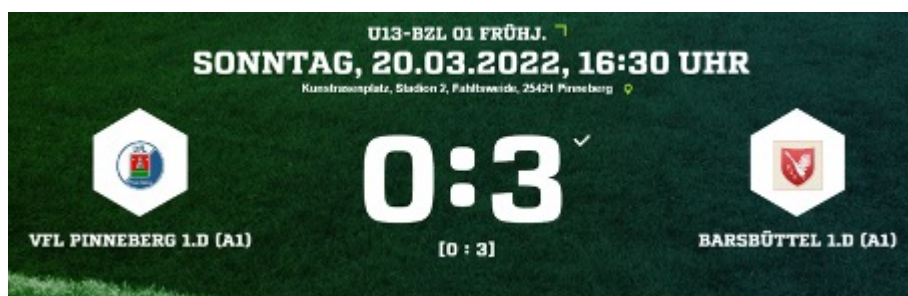 U13-BZL 01 FRÜHJ.
SONNTAG, 20.03.2022, 16:30 UHR
Kunstrasenplatz, Stadion 2, Fahltsweide, 25421 Pinneberg
0:3
VFL PINNEBERG 1.D (A1)
[0 : 3]
BARSBÜTTEL 1.D (A1)